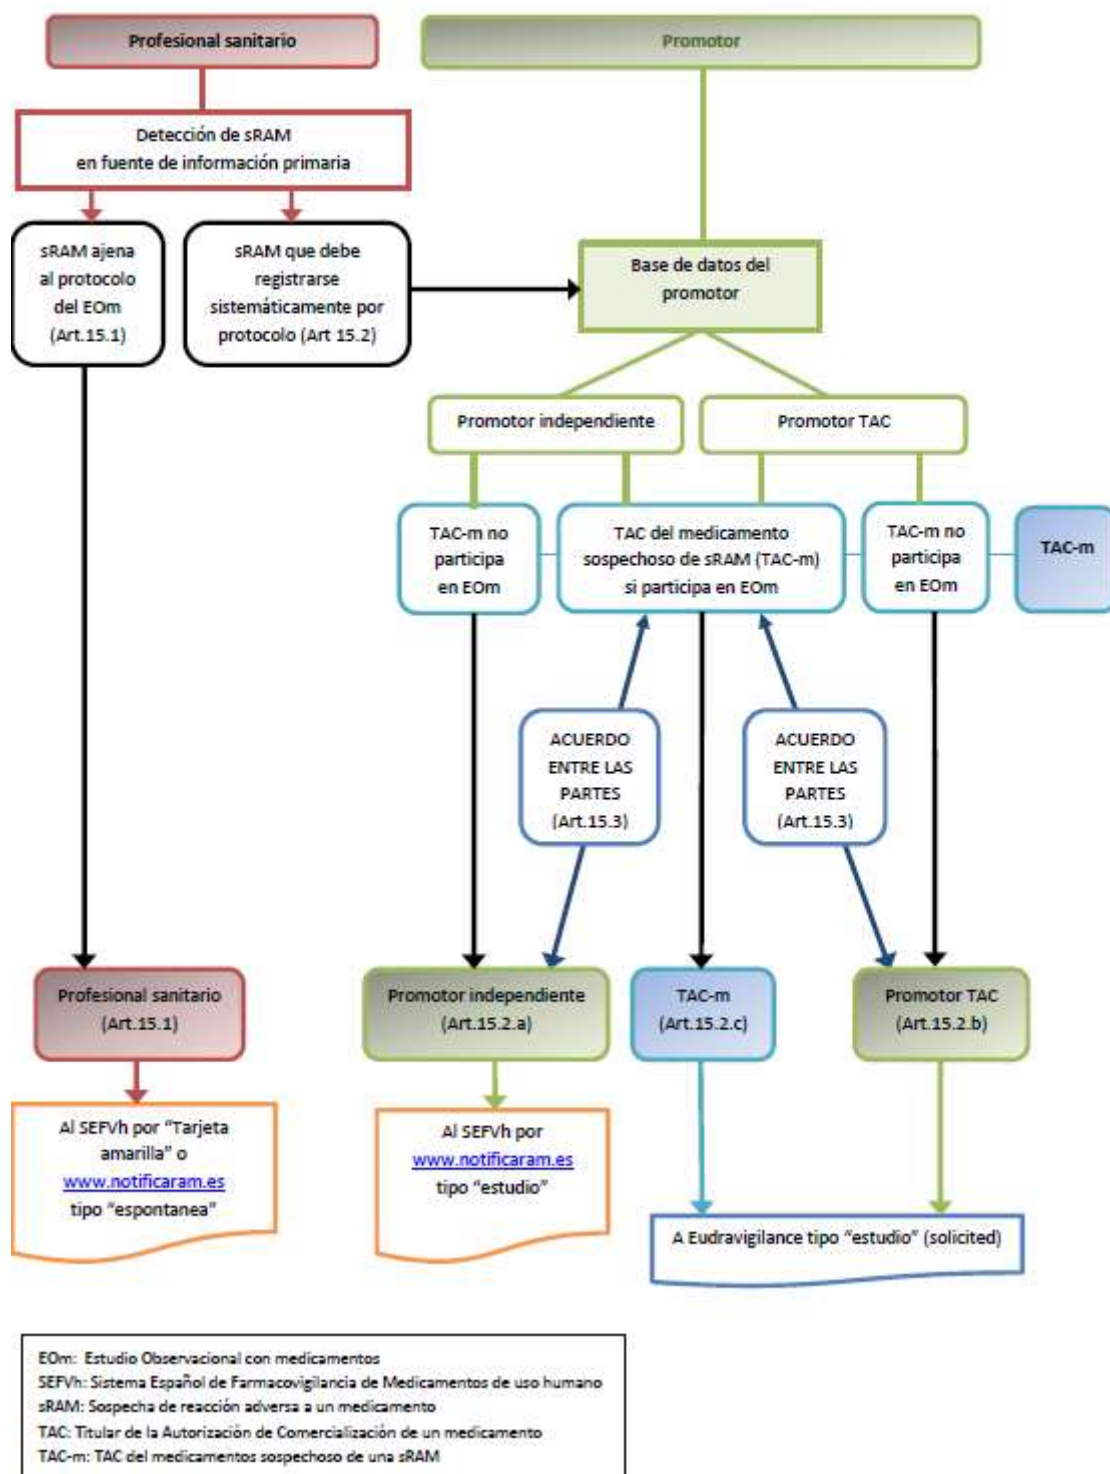 Profesional sanitario
Promotor
Detección de sRAM
en fuente de información primaria
sRAM ajena
al protocolo
del EOm
(Art.15.1)
sRAM que debe
registrarse
sistemáticamente por
protocolo (Art 15.2)
Base de datos del
promotor
Promotor independiente
Promotor TAC
TAC-m no
participa
en EOm
TAC del medicamento
sospechoso de sRAM (TAC-m)
si participa en EOm
TAC-m no
participa
en EOm
TAC-m
ACUERDO
ENTRE LAS
PARTES
(Art.15.3)
ACUERDO
ENTRE LAS
PARTES
(Art.15.3)
Profesional sanitario
(Art.15.1)
Promotor independiente
(Art.15.2.a)
TAC-m
(Art.15.2.c)
Promotor TAC
(Art.15.2.b)
Al SEFVh por “Tarjeta
amarilla” o
www.notificaram.es
tipo “espontanea”
Al SEFVh por
www.notificaram.es
tipo “estudio”
A Eudravigilance tipo “estudio” (solicited)
EOm: Estudio Observacional con medicamentos
SEFVh: Sistema Español de Farmacovigilancia de Medicamentos de uso humano
sRAM: Sospecha de reacción adversa a un medicamento
TAC: Titular de la Autorización de Comercialización de un medicamento
TAC-m: TAC del medicamentos sospechoso de una sRAM